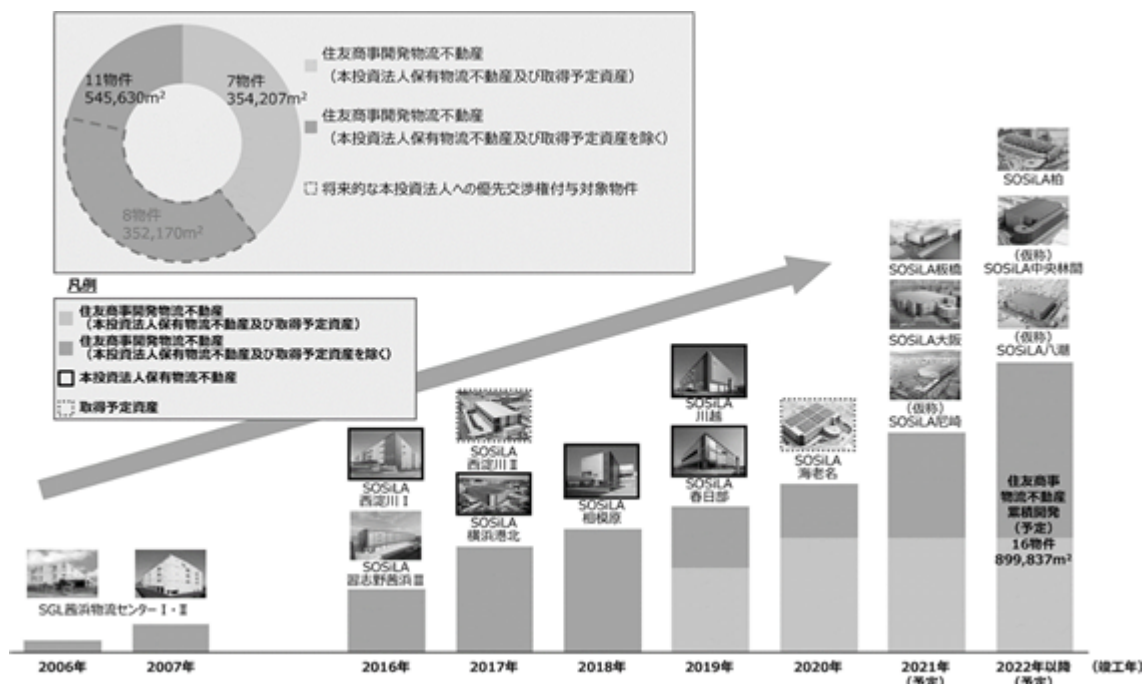 11物件
545,630m²
7物件
354,207m²
8物件
352,170m²
住友商事開発物流不動産
(本投資法人保有物流不動産及び取得予定資産)
住友商事開発物流不動産
(本投資法人保有物流不動産及び取得予定資産を除く)
将来的な本投資法人への優先交渉権付与対象物件
凡例
住友商事開発物流不動産
(本投資法人保有物流不動産及び取得予定資産)
住友商事開発物流不動産
(本投資法人保有物流不動産及び取得予定資産を除く)
本投資法人保有物流不動産
取得予定資産
SGL茜浜物流センターⅠ・Ⅱ
SOSiLA
西淀川Ⅰ
SOSiLA
習志野茜浜Ⅲ
SOSiLA
西淀川Ⅱ
SOSiLA
横浜港北
SOSiLA
相模原
SOSiLA
川越
SOSiLA
春日部
SOSiLA
海老名
SOSiLA板橋
SOSiLA大阪
(仮称)
SOSiLA尼崎
SOSiLA柏
(仮称)
SOSiLA中央林間
(仮称)
SOSiLA八潮
住友商事
物流不動産
累積開発
(予定)
16物件
899,837m²
2006年
2007年
2016年
2017年
2018年
2019年
2020年
2021年
(予定)
2022年以降
(予定)
(竣工年)